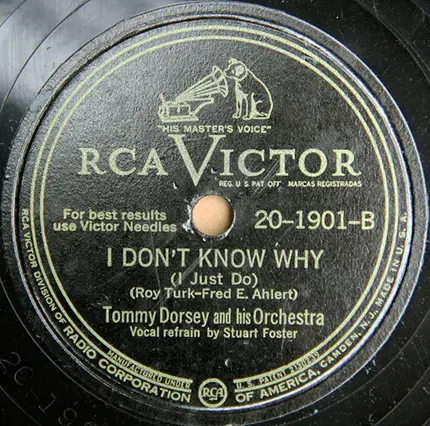 "HIS MASTER'S VOICE"
RCA VICTOR
REG. U. S. PAT. OFF. MARCAS REGISTRADAS
For best results
use Victor Needles
20-1901-B
I DON'T KNOW WHY
(I Just Do)
(Roy Turk-Fred E. Ahlert)
Tommy Dorsey and his Orchestra
Vocal refrain by Stuart Foster
RCA VICTOR DIVISION OF RADIO CORPORATION OF AMERICA, CAMDEN, N. J. MADE IN U. S. A.
MANUFACTURED UNDER
RCA
U. S. PATENT 2130239